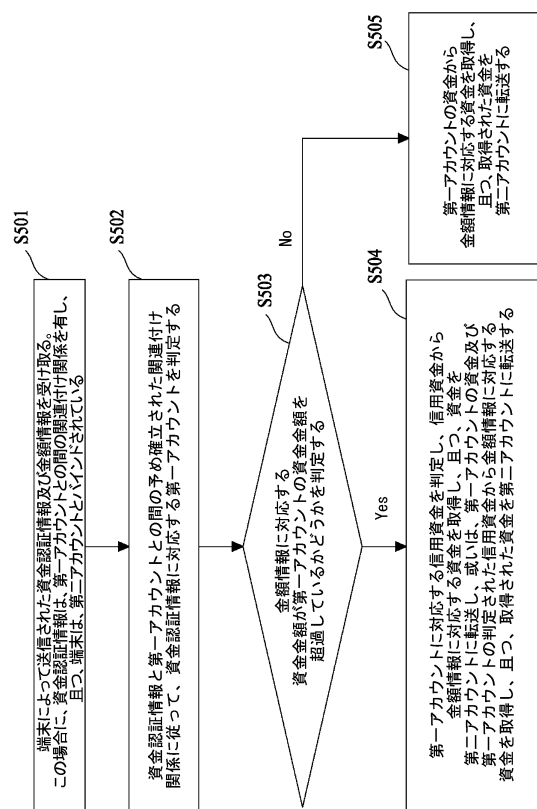 S501
端末によって送信された資金認証情報及び金額情報を受け取る。
この場合に、資金認証情報は、第一アカウントとの間の関連付け関係を有し、
且つ、端末は、第二アカウントとバインドされている
S502
資金認証情報と第一アカウントとの間の予め確立された関連付け
関係に従って、資金認証情報に対応する第一アカウントを判定する
S503
金額情報に対応する
資金金額が第一アカウントの資金金額を
超過しているかどうかを判定する
No
Yes
S504
第一アカウントに対応する信用資金を判定し、信用資金から
金額情報に対応する資金を取得し、且つ、資金を
第二アカウントに転送し、或いは、第一アカウントの資金及び
第一アカウントの判定された信用資金から金額情報に対応する
資金を取得し、且つ、取得された資金を第二アカウントに転送する
S505
第一アカウントの資金から
金額情報に対応する資金を取得し、
且つ、取得された資金を
第二アカウントに転送する